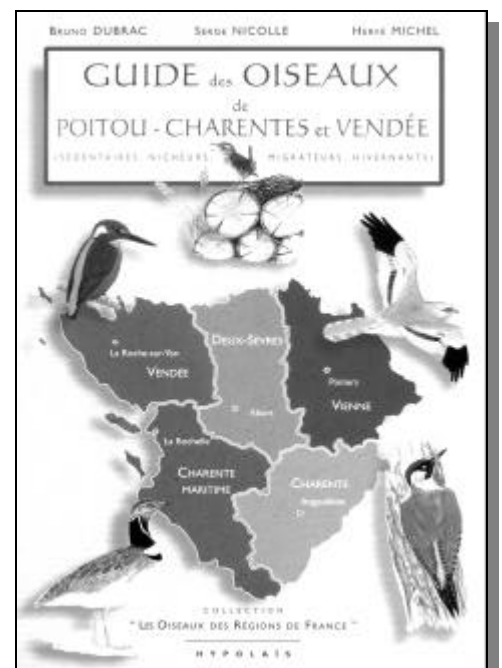 BRUNO DUBRAC SERGE NICOLLE HERVÉ MICHEL
GUIDE des OISEAUX
de
POITOU - CHARENTES et VENDÉE
(SÉDENTAIRES, NICHEURS, MIGRATEURS, HIVERNANTS)
DEUX-SÈVRES
La Roche-sur-Yon
VENDÉE
Poitiers
VIENNE
Niort
La Rochelle
CHARENTE
MARITIME
CHARENTE
Angoulême
COLLECTION
" LES OISEAUX DES RÉGIONS DE FRANCE "
HYPOLAÏS